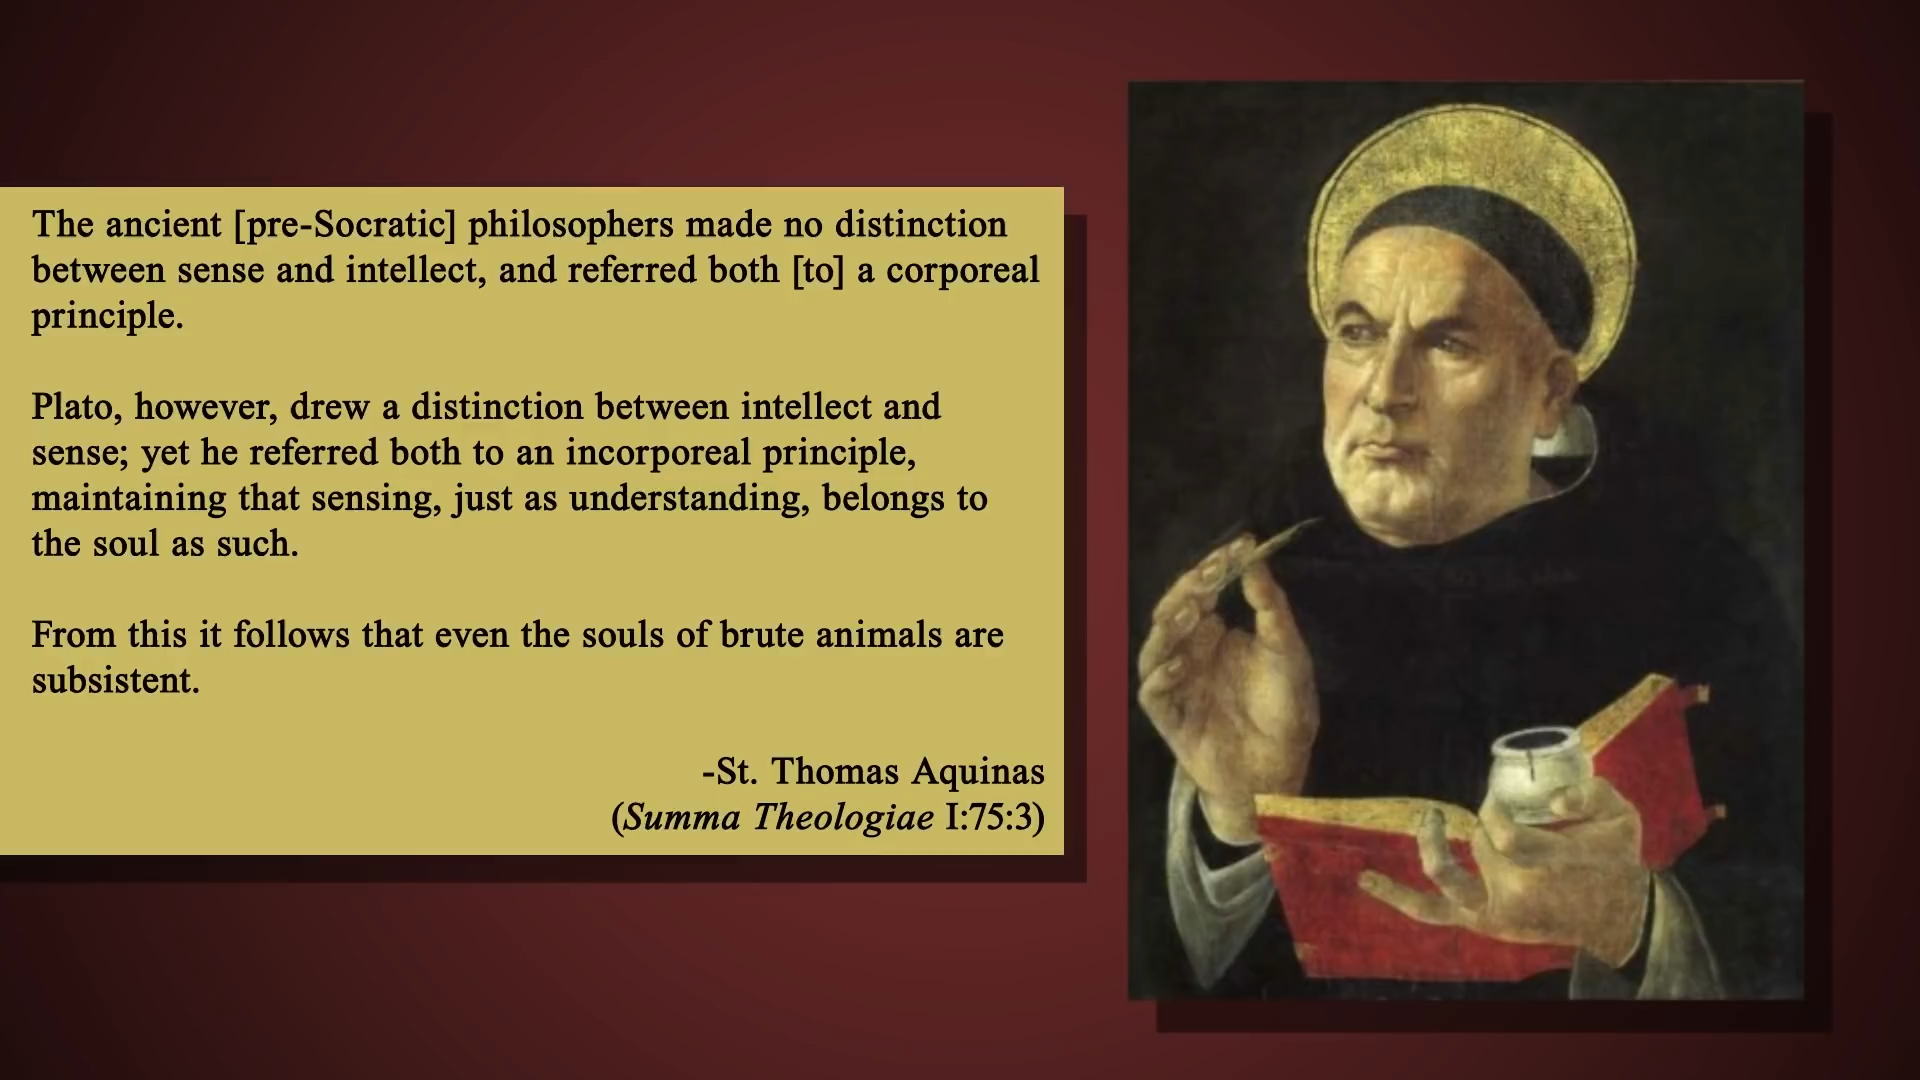 The ancient [pre-Socratic] philosophers made no distinction
between sense and intellect, and referred both [to] a corporeal
principle.
Plato, however, drew a distinction between intellect and
sense; yet he referred both to an incorporeal principle,
maintaining that sensing, just as understanding, belongs to
the soul as such.
From this it follows that even the souls of brute animals are
subsistent.
-St. Thomas Aquinas
(Summa Theologiae I:75:3)